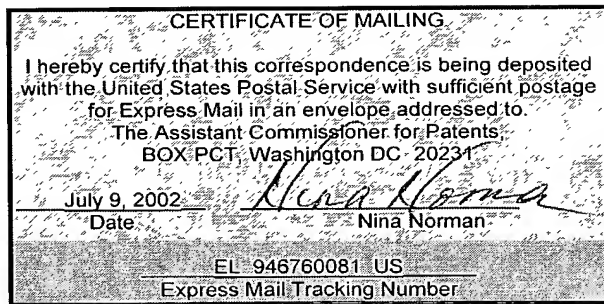 CERTIFICATE OF MAILING
I hereby certify that this correspondence is being deposited
with the United States Postal Service with sufficient postage
for Express Mail in an envelope addressed to.
The Assistant Commissioner for Patents,
BOX PCT, Washington DC 20231
July 9, 2002 Nina Norman
Date Nina Norman
EL 946760081 US
Express Mail Tracking Number